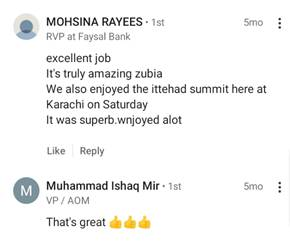 MOHSINA RAYEES • 1st 5mo
RVP at Faysal Bank
excellent job
It's truly amazing zubia
We also enjoyed the ittehad summit here at
Karachi on Saturday
It was superb.wnjoyed alot
Like | Reply
M
Muhammad Ishaq Mir • 1st 5mo
VP / AOM
That's great 👍👍👍